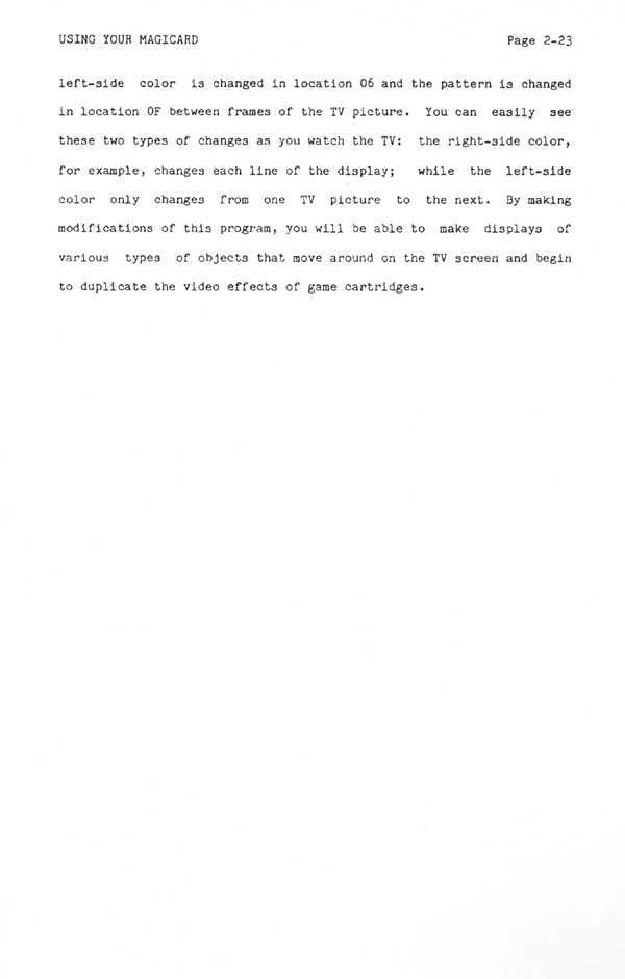 USING YOUR MAGICARD Page 2-23
left-side color is changed in location 06 and the pattern is changed
in location 0F between frames of the TV picture. You can easily see
these two types of changes as you watch the TV: the right-side color,
for example, changes each line of the display; while the left-side
color only changes from one TV picture to the next. By making
modifications of this program, you will be able to make displays of
various types of objects that move around on the TV screen and begin
to duplicate the video effects of game cartridges.